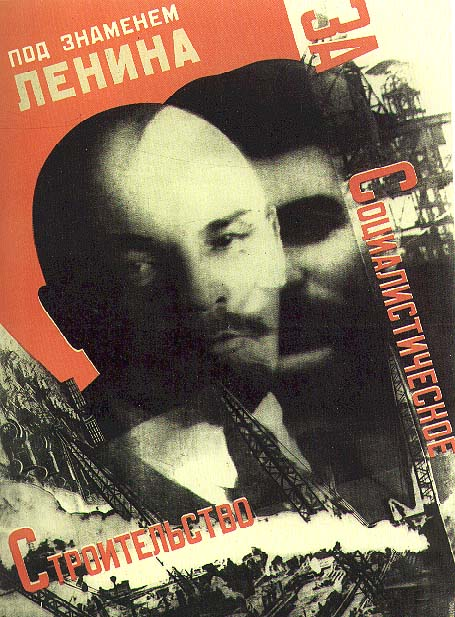 ПОД ЗНАМЕНЕМ
ЛЕНИНА
ЗА
СОЦИАЛИСТИЧЕСКОЕ
СТРОИТЕЛЬСТВО